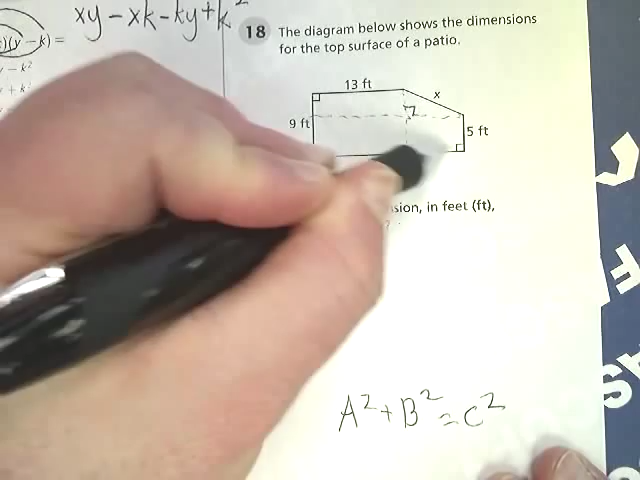 xy - xk - ky + k²
)(y - k) =
- k²
+ k
18 The diagram below shows the dimensions
for the top surface of a patio.
13 ft
x
9 ft
5 ft
sion, in feet (ft),
?
A² + B² = C²